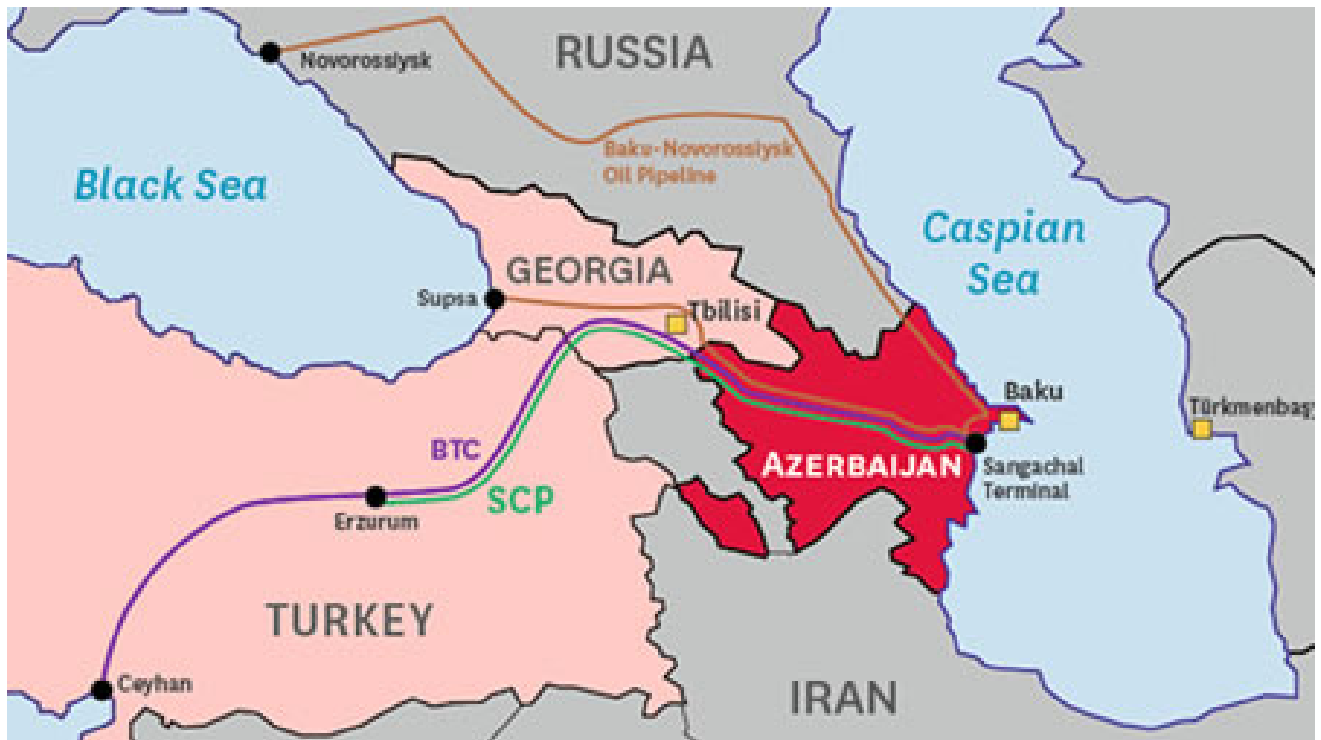 RUSSIA
Novorossiysk
Baku-Novorossiysk
Oil Pipeline
Black Sea
Caspian
Sea
GEORGIA
Supsa
Tbilisi
Baku
Türkmenbaşy
BTC
AZERBAIJAN
Sangachal
Terminal
SCP
Erzurum
TURKEY
Ceyhan
IRAN